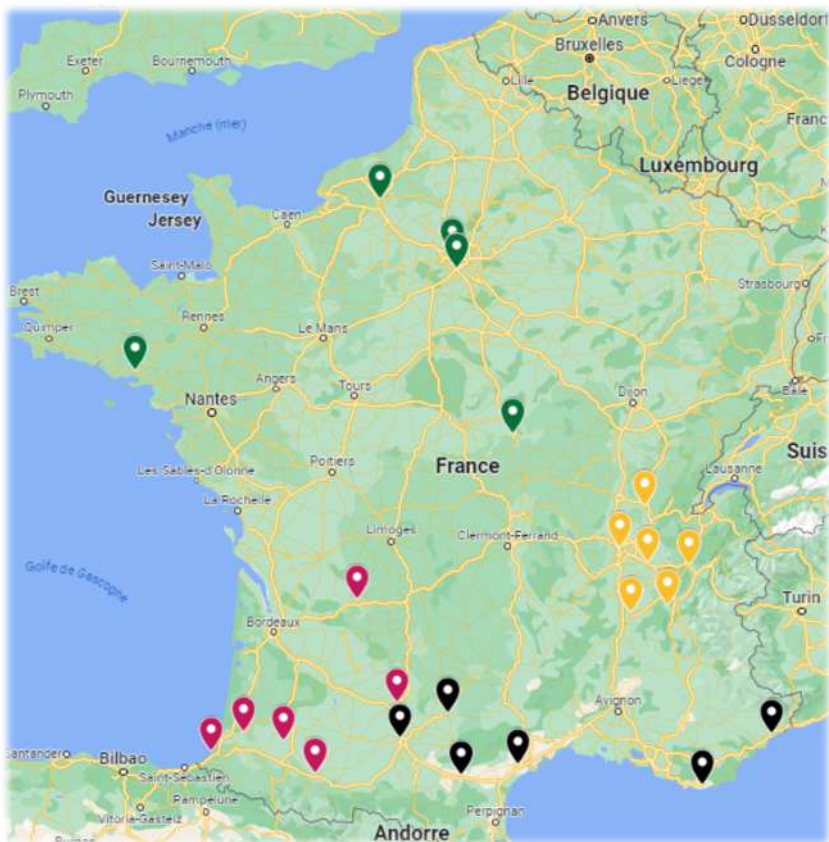 Anvers
Dusseldorf
Exeter
Bournemouth
Bruxelles
Cologne
Lille
Liège
Plymouth
Belgique
Franc
Manche (mer)
Luxembourg
Guernesey
Jersey
Caen
Saint-Malo
Strasbourg
Brest
Rennes
Quimper
Le Mans
Fr
Angers
Tours
Dijon
Nantes
Bâle
France
Suis
Les Sables-d'Olonne
Poitiers
Lausanne
La Rochelle
Limoges
Clermont-Ferrand
Golfe de Gascogne
Turin
Bordeaux
Avignon
Santander
Bilbao
Saint-Sébastien
Pampelune
Vitoria-Gasteiz
Perpignan
Andorre